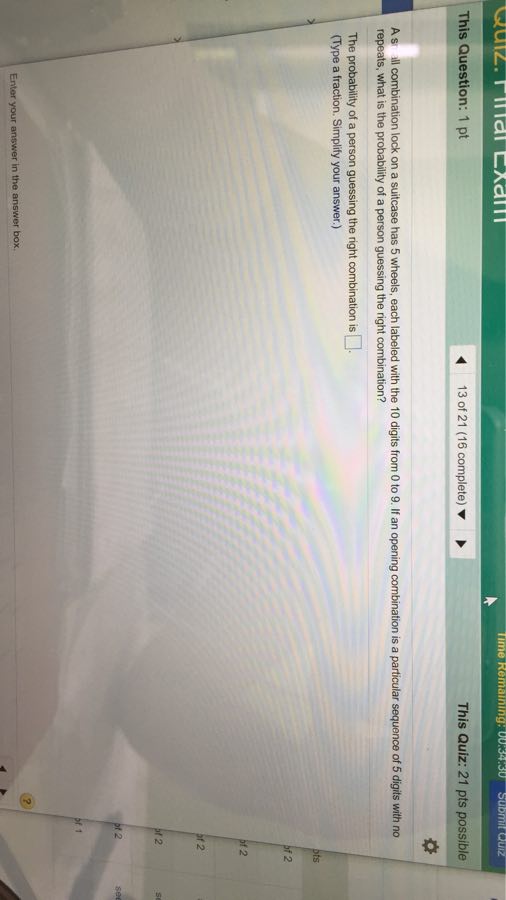 Quiz: Final Exam
Time Remaining: 00:34:30 Submit Quiz
This Question: 1 pt
13 of 21 (16 complete)
This Quiz: 21 pts possible
A small combination lock on a suitcase has 5 wheels, each labeled with the 10 digits from 0 to 9. If an opening combination is a particular sequence of 5 digits with no
repeats, what is the probability of a person guessing the right combination?
The probability of a person guessing the right combination is .
(Type a fraction. Simplify your answer.)
pts
of 2
of 2
of 2
of 2
of 2
of 1
Enter your answer in the answer box.
?